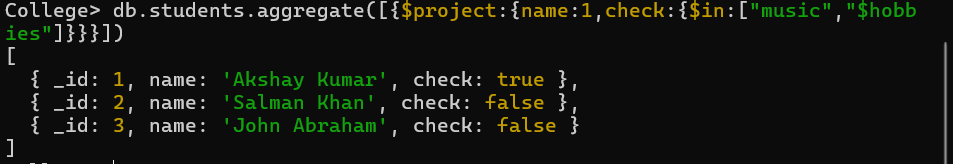 College> db.students.aggregate([{$project:{name:1,check:{$in:["music","$hobb
ies"]}}}])
[
  { _id: 1, name: 'Akshay Kumar', check: true },
  { _id: 2, name: 'Salman Khan', check: false },
  { _id: 3, name: 'John Abraham', check: false }
]